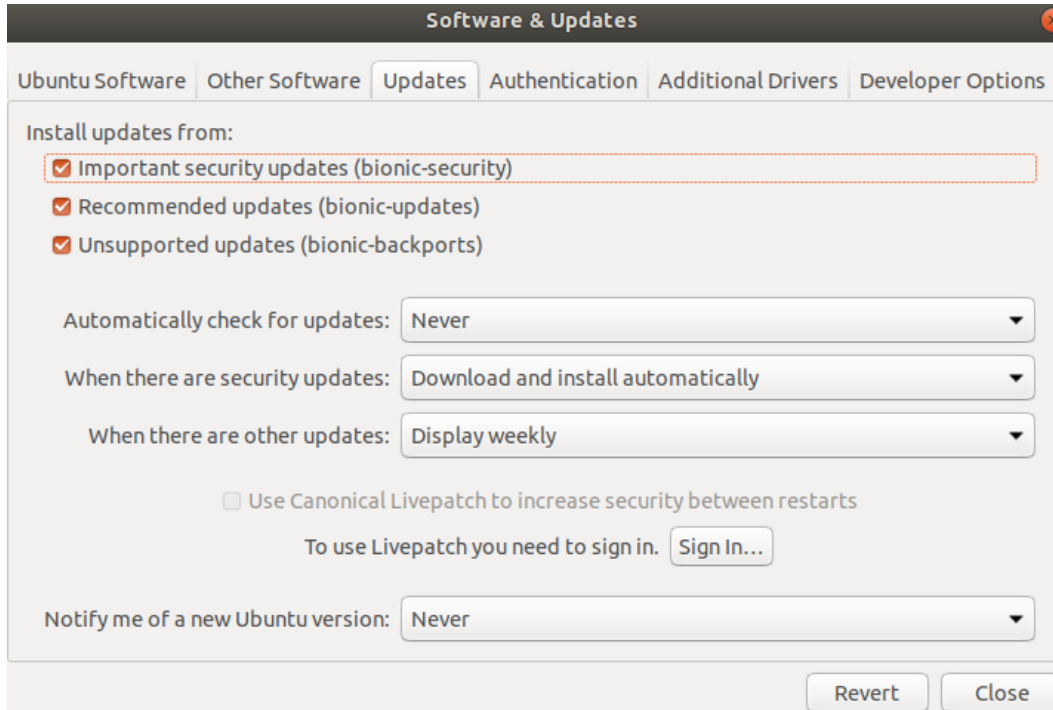 Software & Updates
Ubuntu Software Other Software Updates Authentication Additional Drivers Developer Options
Install updates from:
Important security updates (bionic-security)
Recommended updates (bionic-updates)
Unsupported updates (bionic-backports)
Automatically check for updates: Never
When there are security updates: Download and install automatically
When there are other updates: Display weekly
Use Canonical Livepatch to increase security between restarts
To use Livepatch you need to sign in. Sign In...
Notify me of a new Ubuntu version: Never
Revert Close